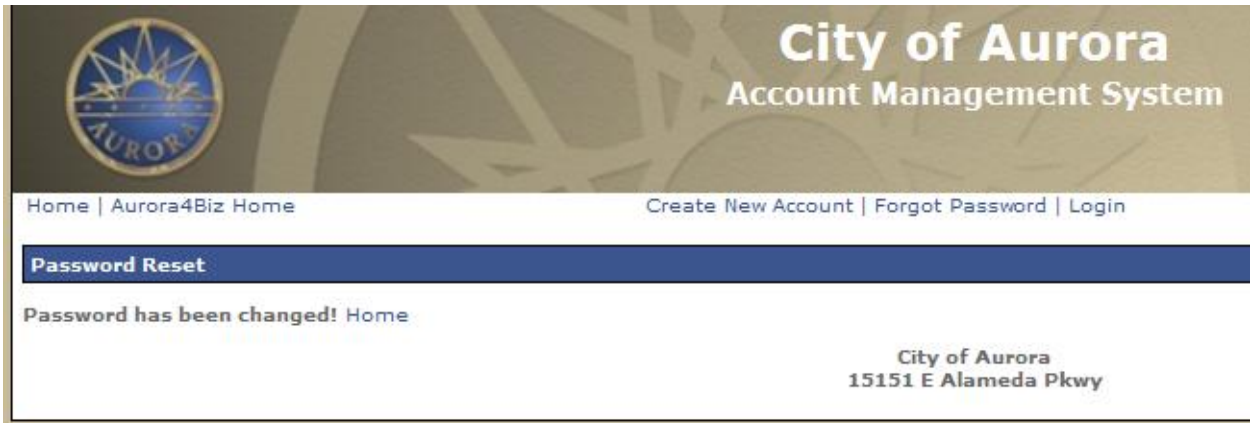 City of Aurora
Account Management System
AURORA
Home | Aurora4Biz Home
Create New Account | Forgot Password | Login
Password Reset
Password has been changed! Home
City of Aurora
15151 E Alameda Pkwy